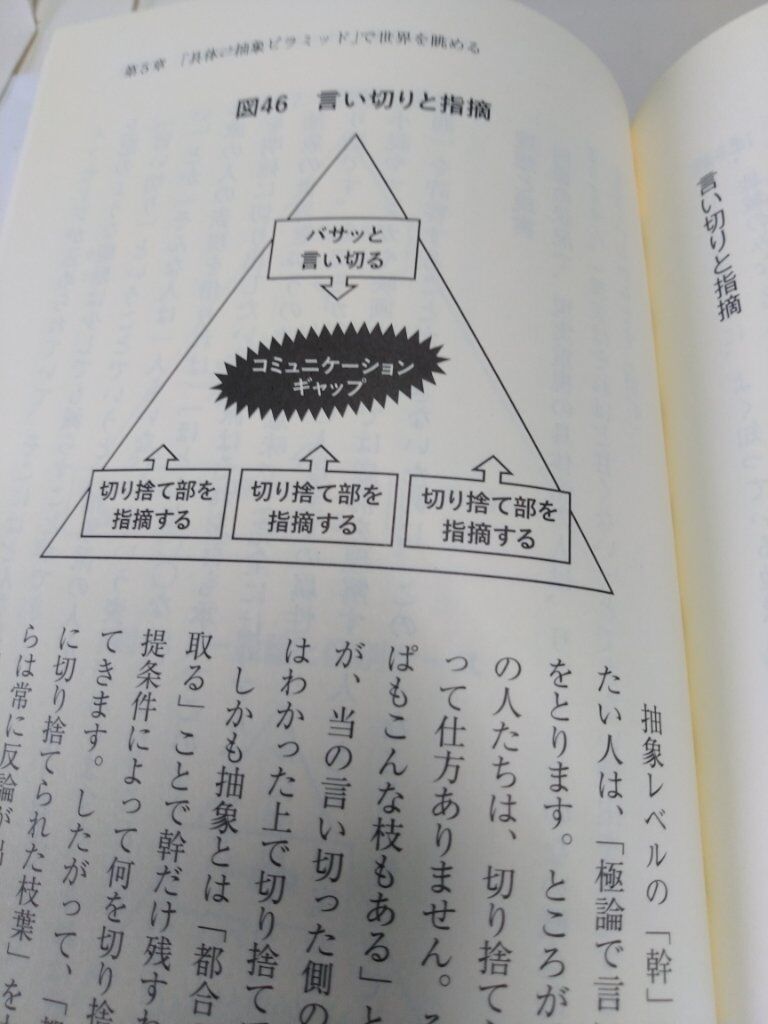 第5章 「具体⇄抽象ピラミッド」で世界を眺める
図46 言い切りと指摘
バサッと
言い切る
コミュニケーション
ギャップ
切り捨て部を
指摘する
切り捨て部を
指摘する
切り捨て部を
指摘する
言い切りと指摘
抽象レベルの「幹」
たい人は、「極論で言
をとります。ところが
の人たちは、切り捨て
って仕方ありません。
ぱもこんな枝もある」と
が、当の言い切った側の
はわかった上で切り捨て
しかも抽象とは「都合
取る」ことで幹だけ残すわ
提条件によって何を切り捨
てきます。したがって、「
に切り捨てられた枝葉」を
らは常に反論が出